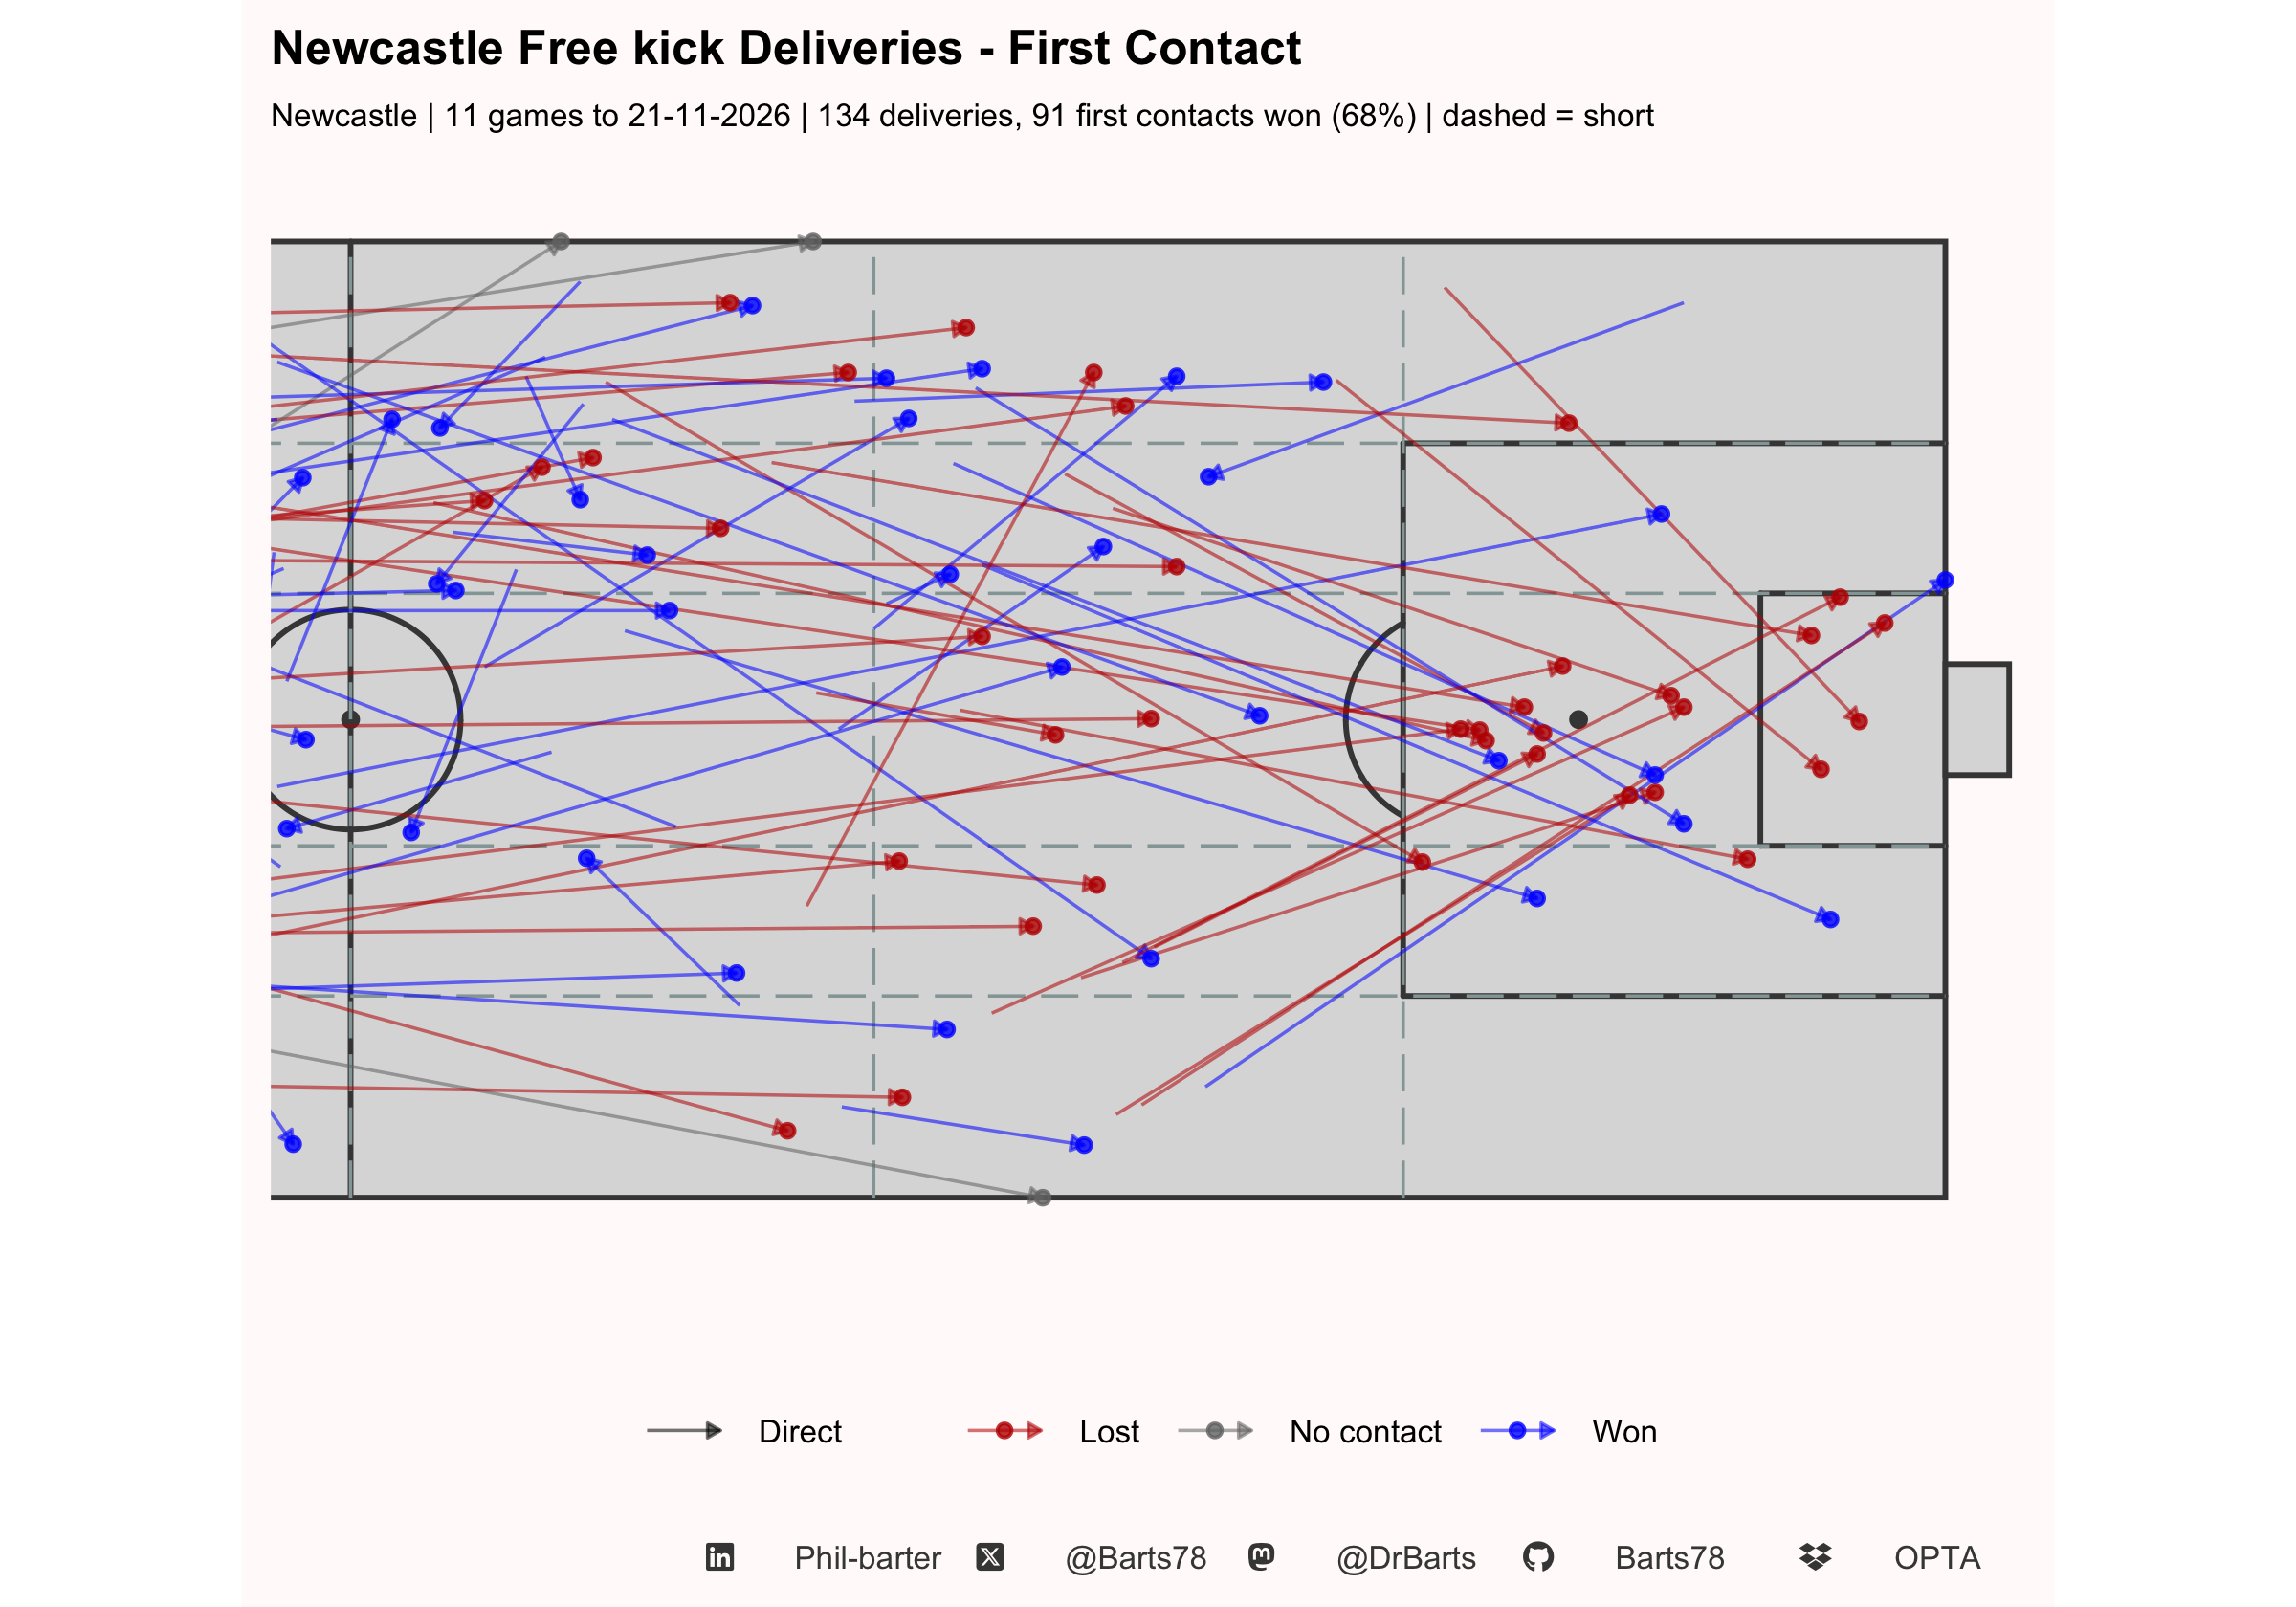 Newcastle Free kick Deliveries - First Contact
Newcastle | 11 games to 21-11-2026 | 134 deliveries, 91 first contacts won (68%) | dashed = short
Direct Lost No contact Won
in Phil-barter X @Barts78 m @DrBarts Barts78 OPTA